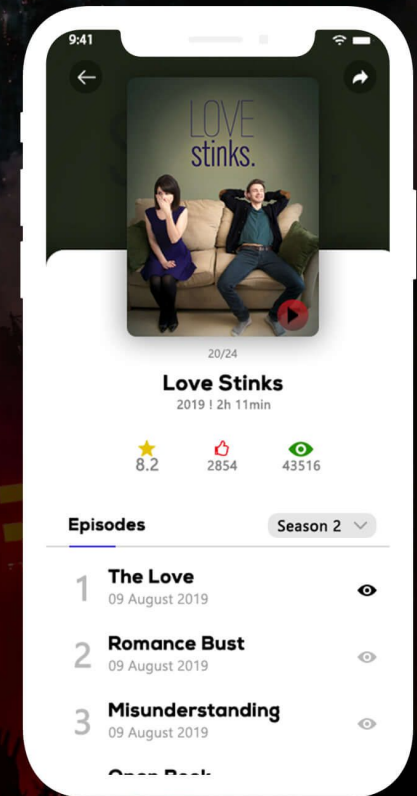 9:41
LOVE
stinks.
20/24
Love Stinks
2019 ! 2h 11min
8.2
2854
43516
Episodes
Season 2
1
The Love
09 August 2019
2
Romance Bust
09 August 2019
3
Misunderstanding
09 August 2019